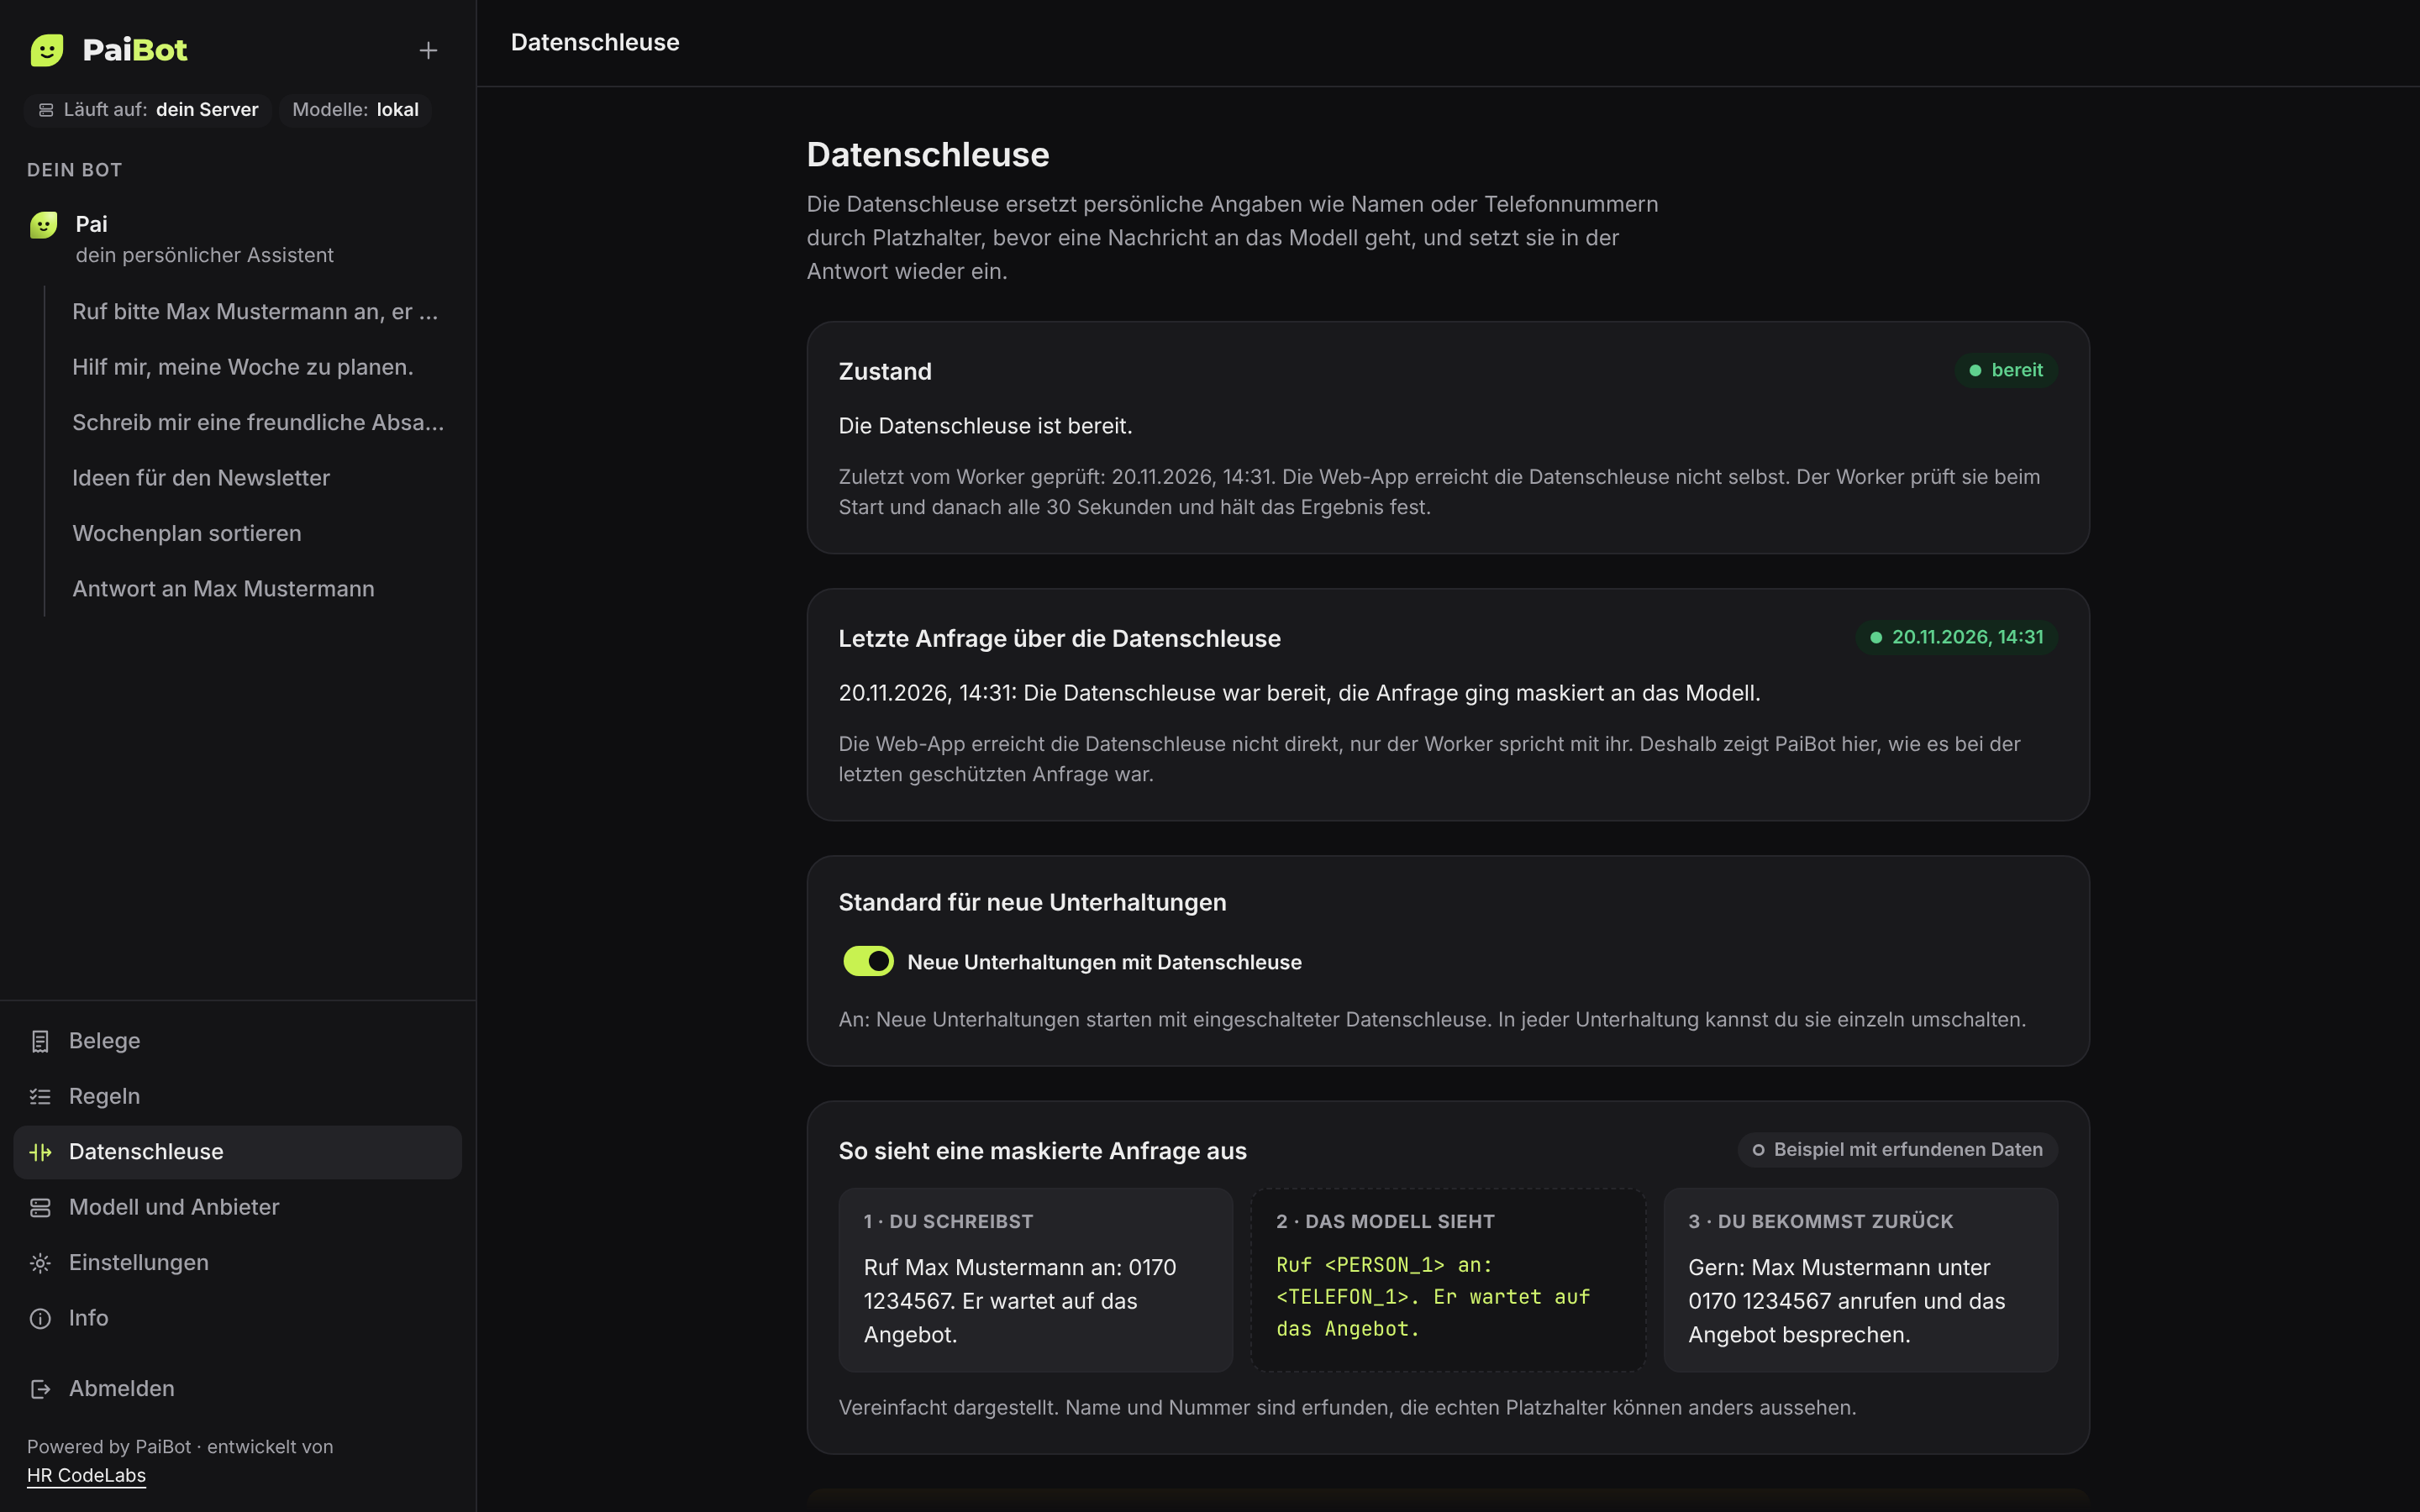 PaiBot
Läuft auf: dein Server
Modelle: lokal
DEIN BOT
Pai
dein persönlicher Assistent
Ruf bitte Max Mustermann an, er ...
Hilf mir, meine Woche zu planen.
Schreib mir eine freundliche Absa...
Ideen für den Newsletter
Wochenplan sortieren
Antwort an Max Mustermann
Belege
Regeln
Datenschleuse
Modell und Anbieter
Einstellungen
Info
Abmelden
Powered by PaiBot · entwickelt von
HR CodeLabs
Datenschleuse
Datenschleuse
Die Datenschleuse ersetzt persönliche Angaben wie Namen oder Telefonnummern
durch Platzhalter, bevor eine Nachricht an das Modell geht, und setzt sie in der
Antwort wieder ein.
Zustand
bereit
Die Datenschleuse ist bereit.
Zuletzt vom Worker geprüft: 20.11.2026, 14:31. Die Web-App erreicht die Datenschleuse nicht selbst. Der Worker prüft sie beim
Start und danach alle 30 Sekunden und hält das Ergebnis fest.
Letzte Anfrage über die Datenschleuse
20.11.2026, 14:31
20.11.2026, 14:31: Die Datenschleuse war bereit, die Anfrage ging maskiert an das Modell.
Die Web-App erreicht die Datenschleuse nicht direkt, nur der Worker spricht mit ihr. Deshalb zeigt PaiBot hier, wie es bei der
letzten geschützten Anfrage war.
Standard für neue Unterhaltungen
Neue Unterhaltungen mit Datenschleuse
An: Neue Unterhaltungen starten mit eingeschalteter Datenschleuse. In jeder Unterhaltung kannst du sie einzeln umschalten.
So sieht eine maskierte Anfrage aus
Beispiel mit erfundenen Daten
1 · DU SCHREIBST
Ruf Max Mustermann an: 0170
1234567. Er wartet auf das
Angebot.
2 · DAS MODELL SIEHT
Ruf <PERSON_1> an:
<TELEFON_1>. Er wartet auf
das Angebot.
3 · DU BEKOMMST ZURÜCK
Gern: Max Mustermann unter
0170 1234567 anrufen und das
Angebot besprechen.
Vereinfacht dargestellt. Name und Nummer sind erfunden, die echten Platzhalter können anders aussehen.